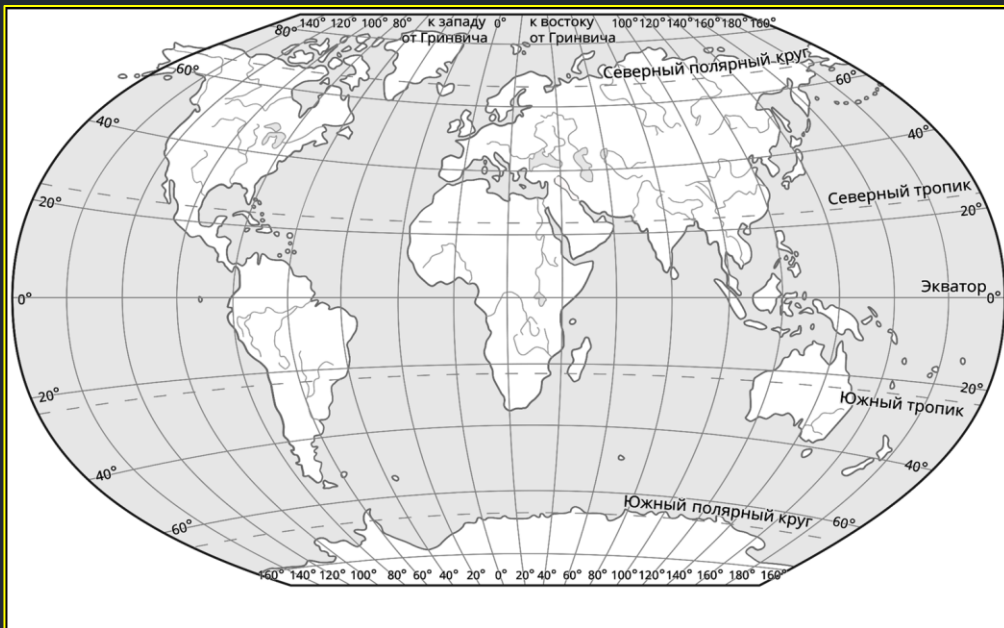 140° 120° 100° 80° к западу 0° к востоку 100° 120° 140° 160° 180° 160°
80° от Гринвича от Гринвича
Северный полярный круг
60° 60°
40° 40°
Северный тропик
20° 20°
Экватор
0° 0°
20° 20°
Южный тропик
40° 40°
Южный полярный круг
60° 60°
160° 140° 120° 100° 80° 60° 40° 20° 0° 20° 40° 60° 80° 100° 120° 140° 160° 180° 160°